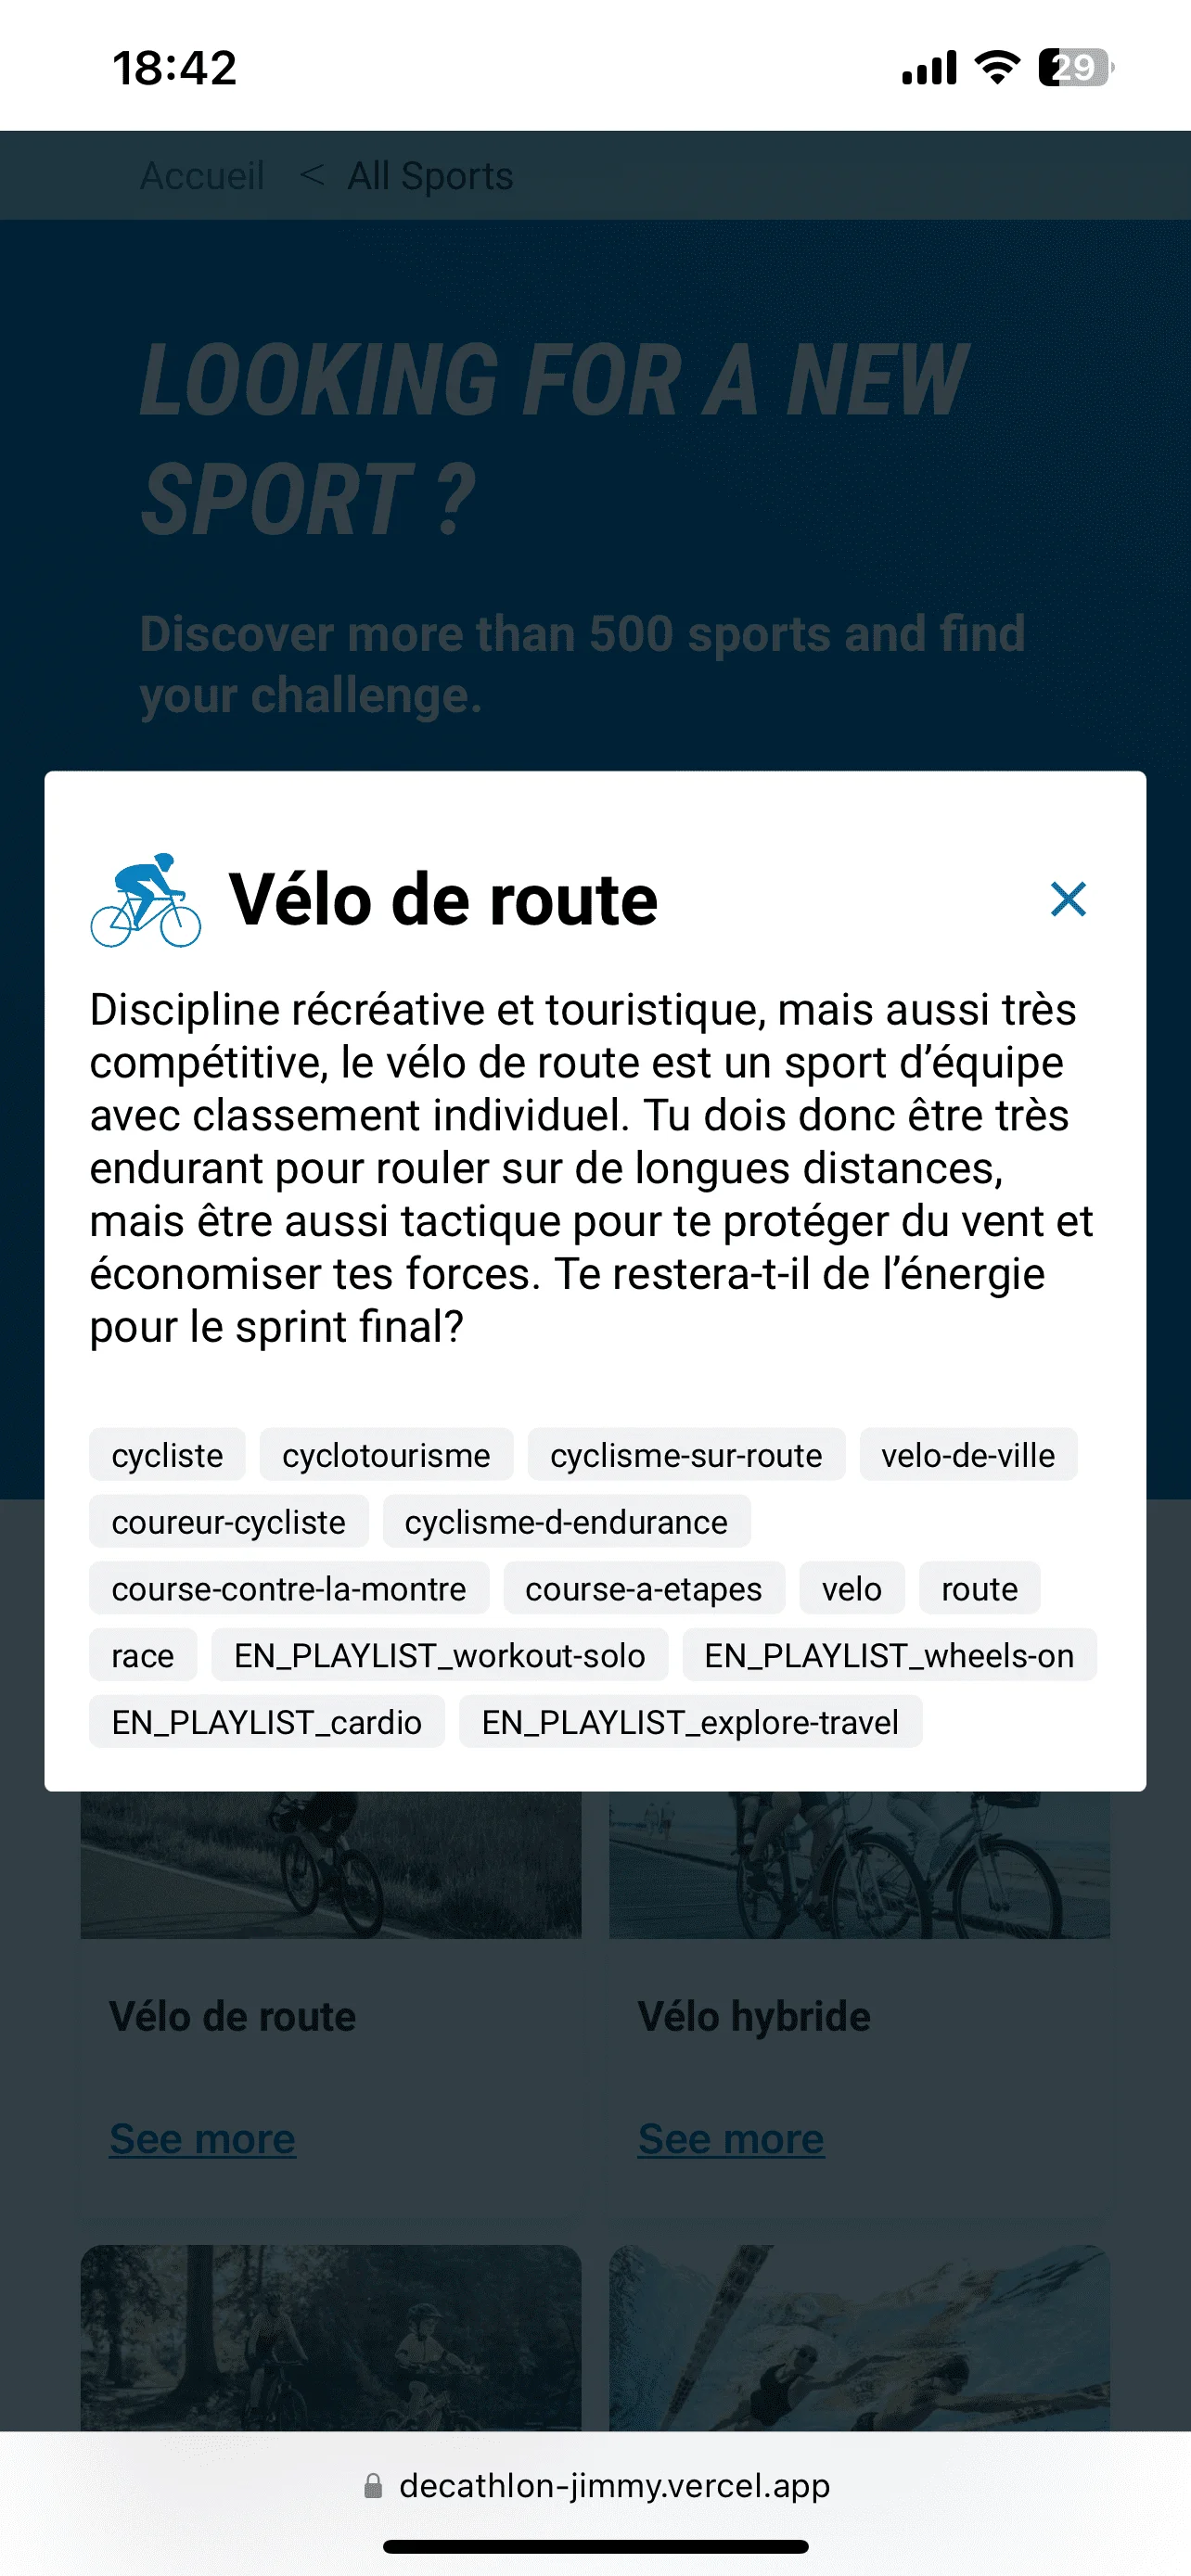 18:42
29
Accueil < All Sports
LOOKING FOR A NEW
SPORT ?
Discover more than 500 sports and find
your challenge.
Vélo de route
Discipline récréative et touristique, mais aussi très
compétitive, le vélo de route est un sport d’équipe
avec classement individuel. Tu dois donc être très
endurant pour rouler sur de longues distances,
mais être aussi tactique pour te protéger du vent et
économiser tes forces. Te restera-t-il de l’énergie
pour le sprint final?
cycliste cyclotourisme cyclisme-sur-route velo-de-ville
coureur-cycliste cyclisme-d-endurance
course-contre-la-montre course-a-etapes velo route
race EN_PLAYLIST_workout-solo EN_PLAYLIST_wheels-on
EN_PLAYLIST_cardio EN_PLAYLIST_explore-travel
Vélo de route
Vélo hybride
See more
See more
decathlon-jimmy.vercel.app